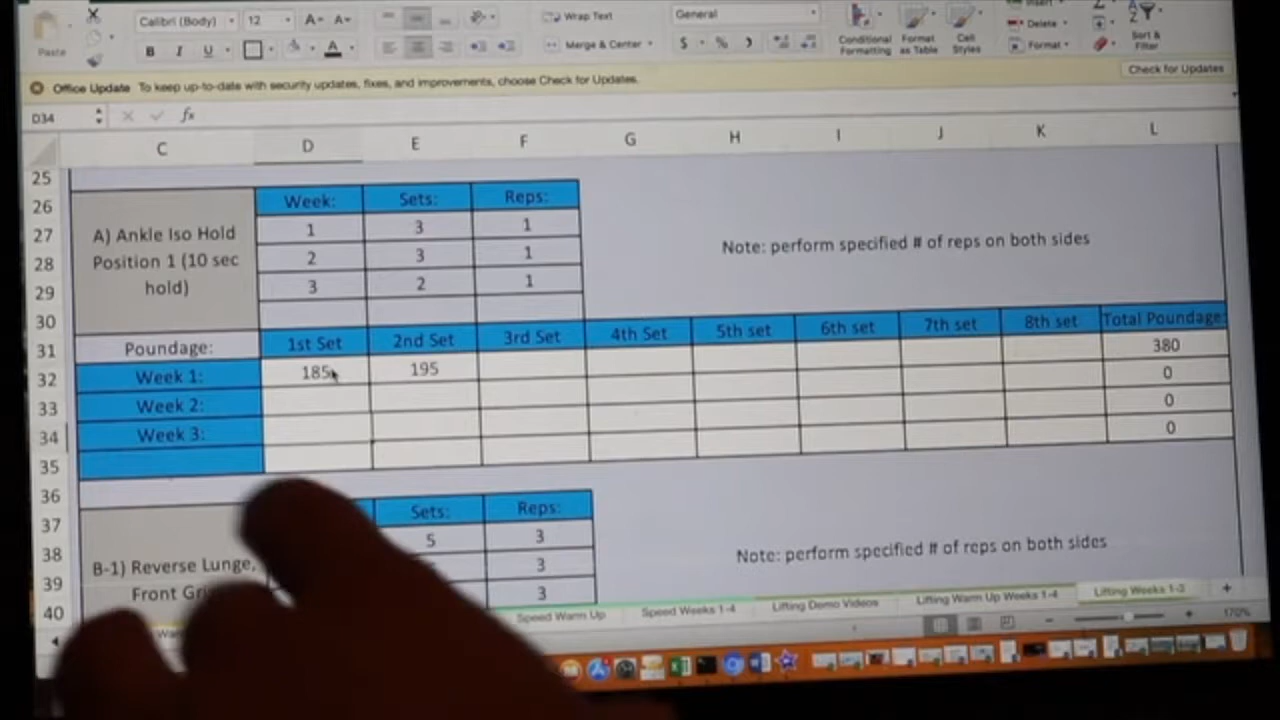 Calibri (Body) 12 A A Wrap Text General
Paste B I U A Merge & Center $ % Conditional Formatting Format as Table Cell Styles Delete Format Sort & Filter
Office Update To keep up-to-date with security updates, fixes, and improvements, choose Check for Updates. Check for Updates
D34 fx
C D E F G H I J K L
25
26 Week: Sets: Reps:
27 A) Ankle Iso Hold 1 3 1 Note: perform specified # of reps on both sides
28 Position 1 (10 sec 2 3 1
29 hold) 3 2 1
30
31 Poundage: 1st Set 2nd Set 3rd Set 4th Set 5th set 6th set 7th set 8th set Total Poundage:
32 Week 1: 185 195 380
33 Week 2: 0
34 Week 3: 0
35 0
36
37 Sets: Reps:
38 5 3 Note: perform specified # of reps on both sides
39 B-1) Reverse Lunge, 3
40 Front 3
Speed Warm Up Speed Weeks 1-4 Lifting Demo Videos Lifting Warm Up Weeks 1-4 Lifting Weeks 1-3 +
170%